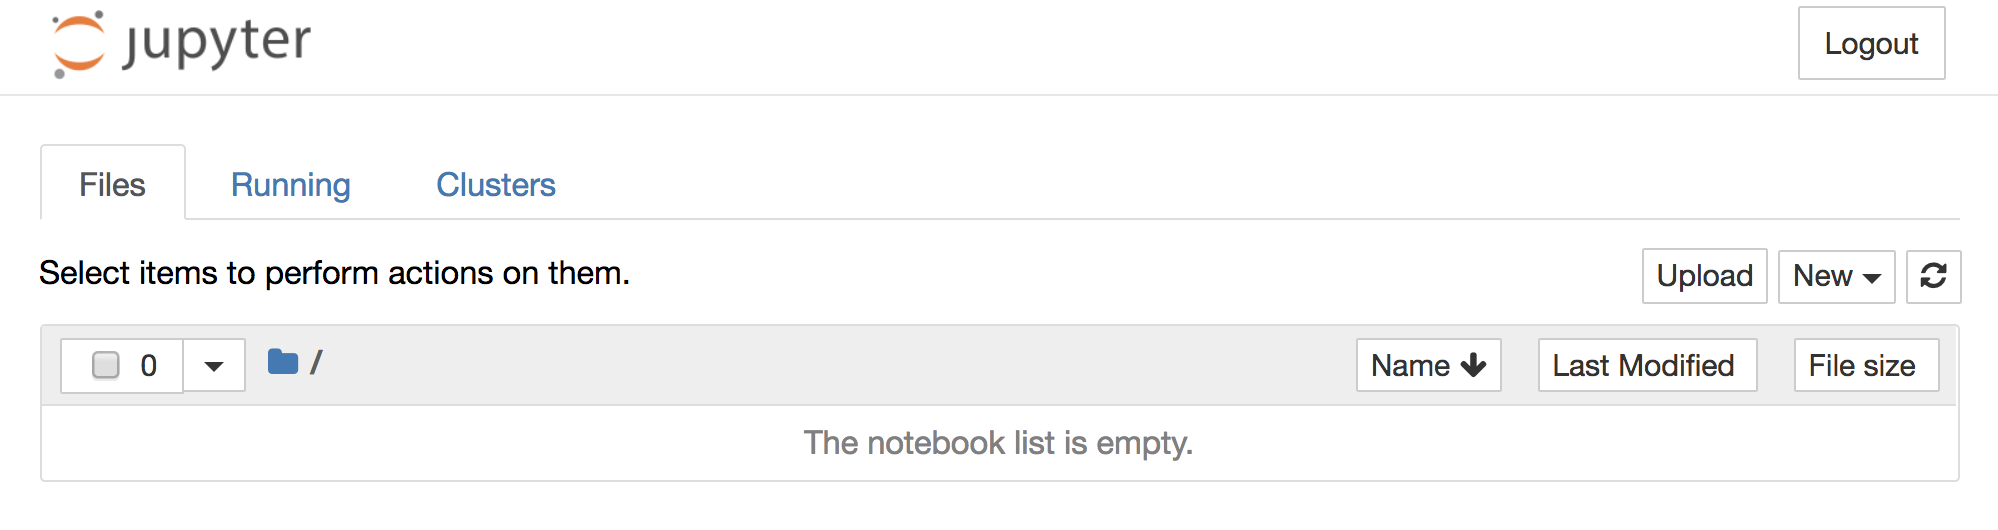 jupyter
Logout
Files Running Clusters
Select items to perform actions on them.
Upload New
0 / Name Last Modified File size
The notebook list is empty.